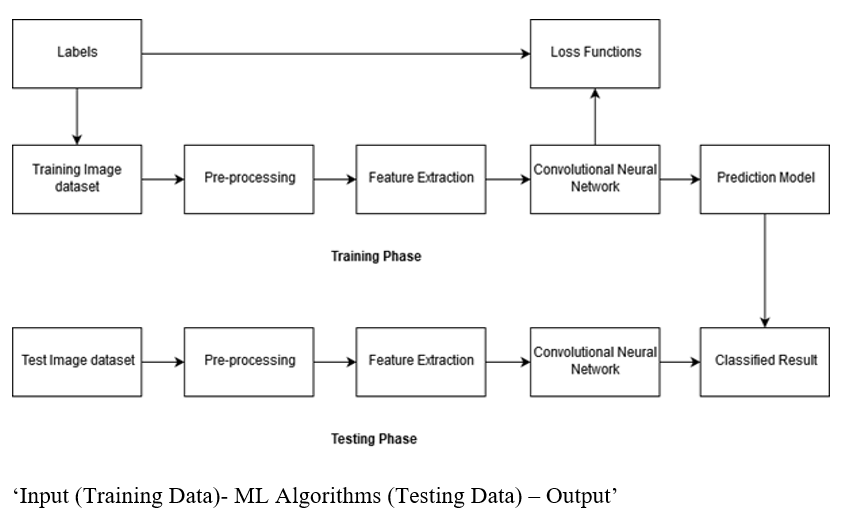 Labels
Loss Functions
Training Image
dataset
Pre-processing
Feature Extraction
Convolutional Neural
Network
Prediction Model
Training Phase
Test Image dataset
Pre-processing
Feature Extraction
Convolutional Neural
Network
Classified Result
Testing Phase
‘Input (Training Data)- ML Algorithms (Testing Data) – Output’